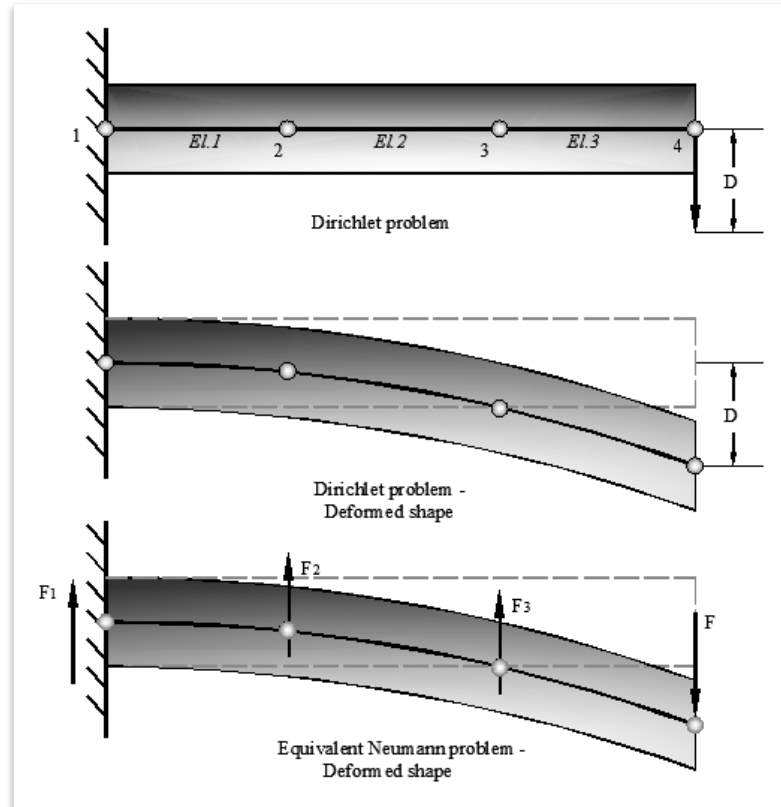 1
El.1
2
El.2
3
El.3
4
D
Dirichlet problem
D
Dirichlet problem -
Deformed shape
F1
F2
F3
F
Equivalent Neumann problem -
Deformed shape